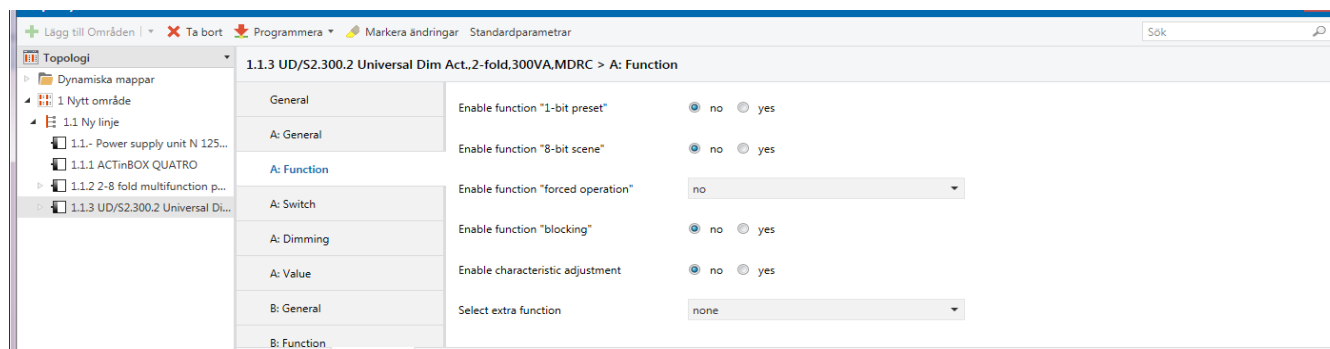 Lägg till Områden
Ta bort
Programmera
Markera ändringar
Standardparametrar
Sök
Topologi
Dynamiska mappar
1 Nytt område
1.1 Ny linje
1.1.- Power supply unit N 125...
1.1.1 ACTinBOX QUATRO
1.1.2 2-8 fold multifunction p...
1.1.3 UD/S2.300.2 Universal Di...
1.1.3 UD/S2.300.2 Universal Dim Act.,2-fold,300VA,MDRC > A: Function
General
A: General
A: Function
A: Switch
A: Dimming
A: Value
B: General
B: Function
Enable function "1-bit preset" no yes
Enable function "8-bit scene" no yes
Enable function "forced operation" no
Enable function "blocking" no yes
Enable characteristic adjustment no yes
Select extra function none